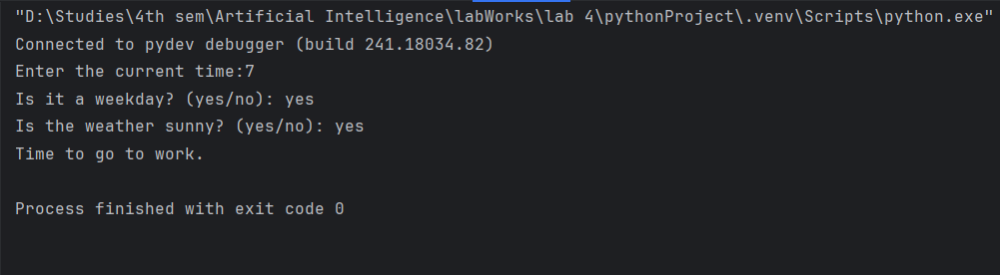 "D:\Studies\4th sem\Artificial Intelligence\labWorks\lab 4\pythonProject\.venv\Scripts\python.exe"
Connected to pydev debugger (build 241.18034.82)
Enter the current time:7
Is it a weekday? (yes/no): yes
Is the weather sunny? (yes/no): yes
Time to go to work.
Process finished with exit code 0